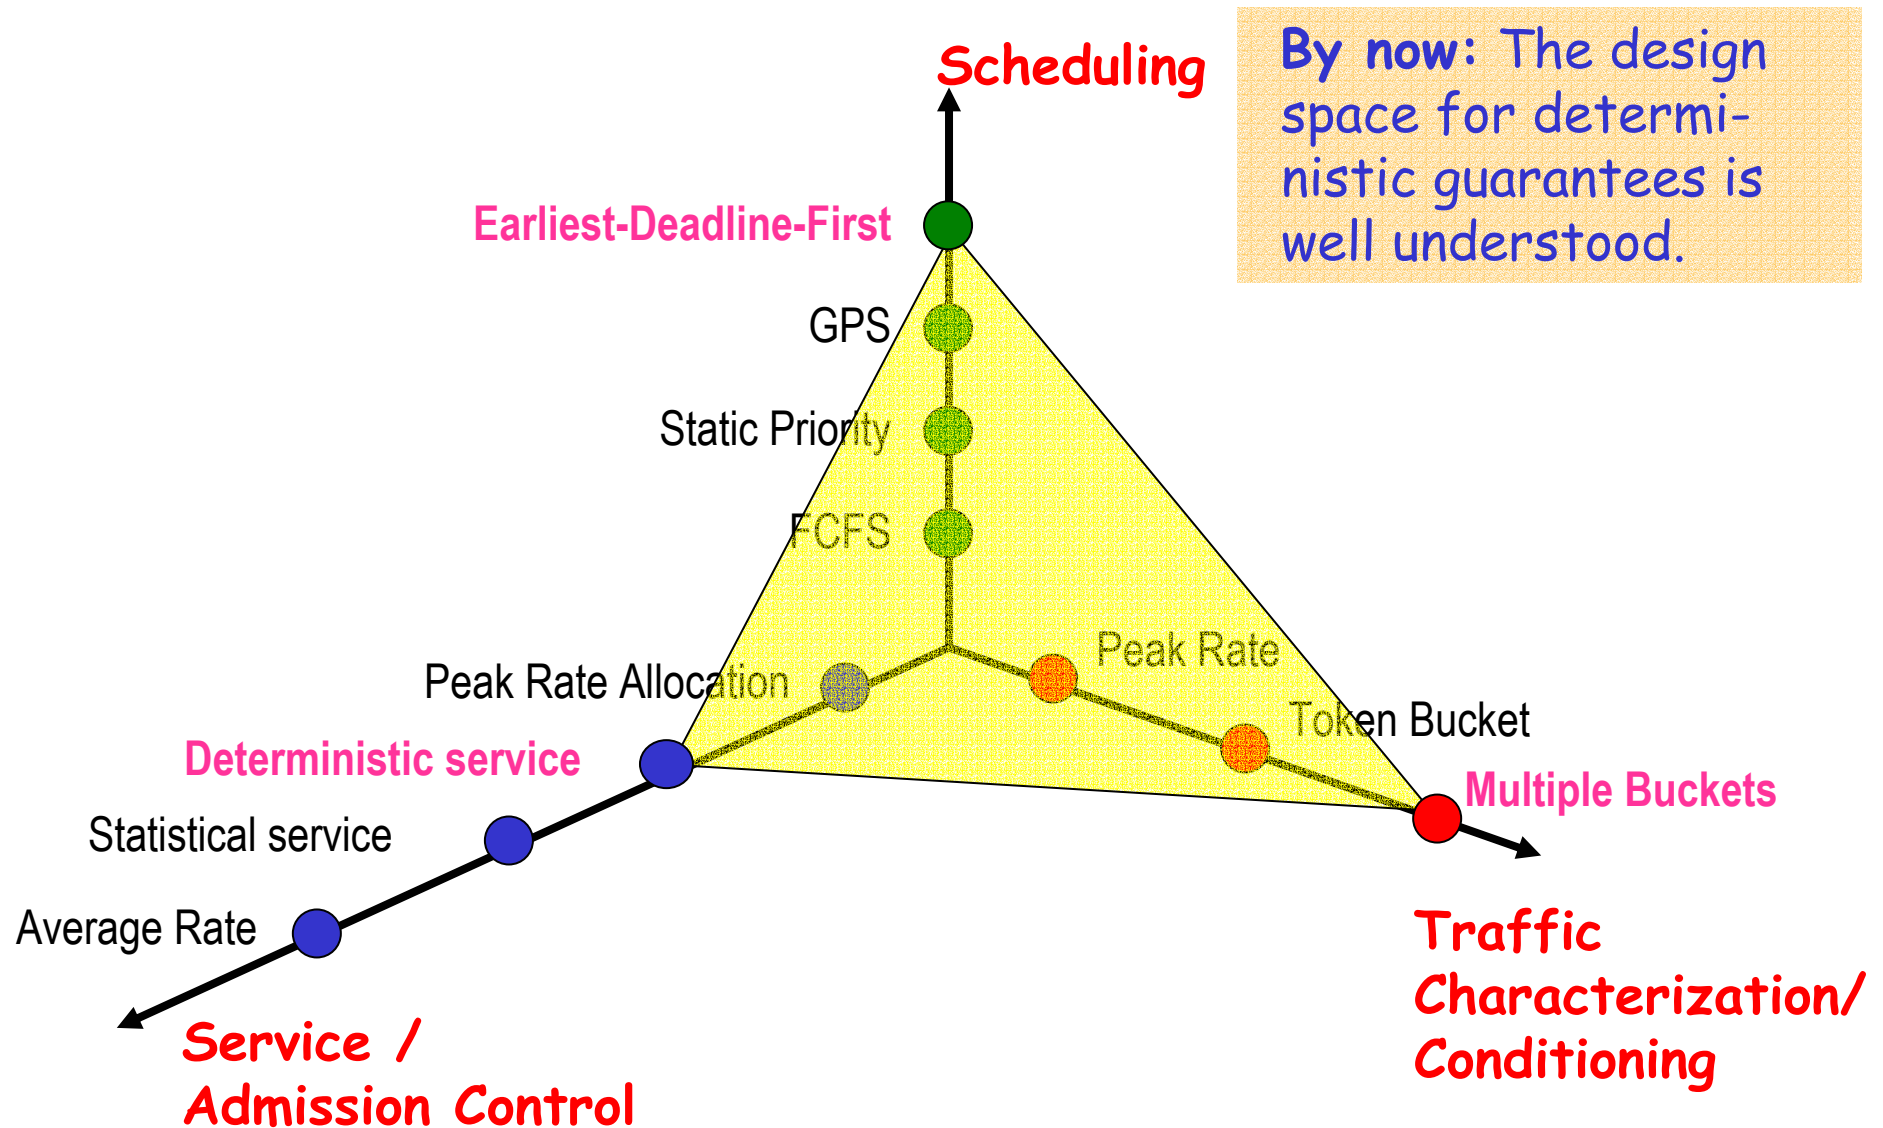 Scheduling
By now: The design
space for determi-
nistic guarantees is
well understood.
Earliest-Deadline-First
GPS
Static Priority
FCFS
Peak Rate
Peak Rate Allocation
Token Bucket
Deterministic service
Multiple Buckets
Statistical service
Average Rate
Traffic
Characterization/
Conditioning
Service /
Admission Control